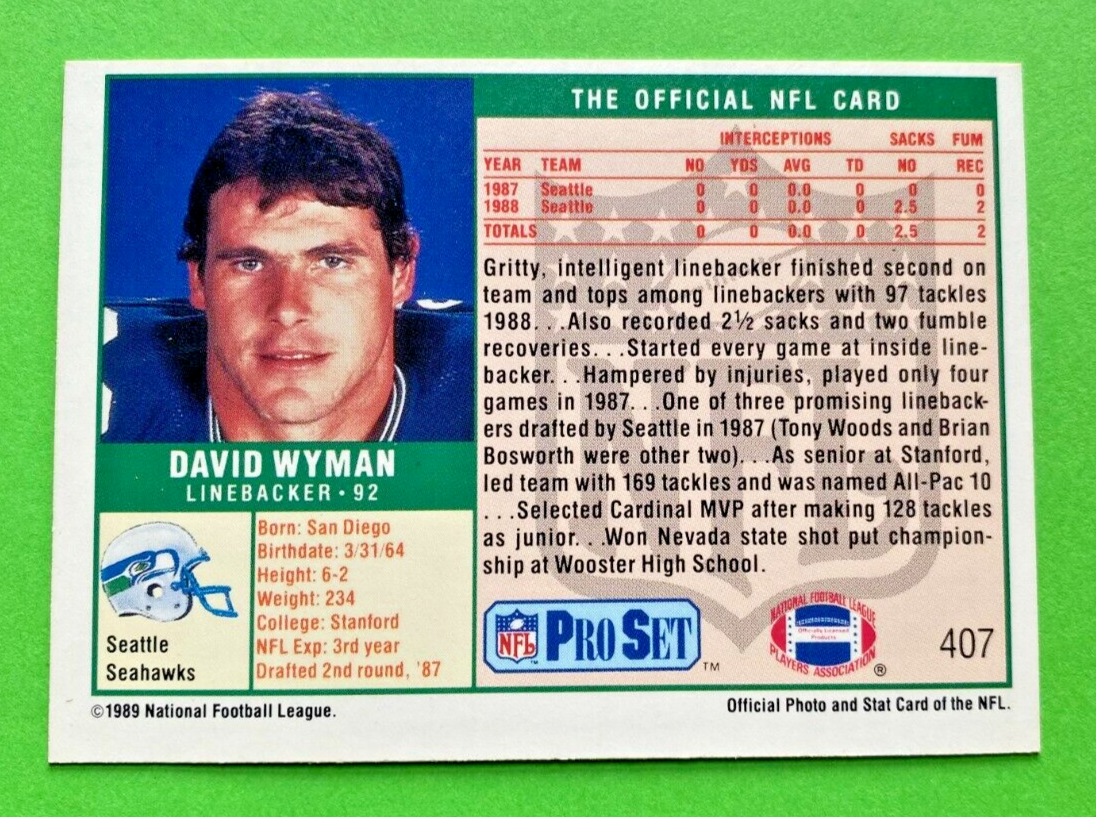 THE OFFICIAL NFL CARD
INTERCEPTIONS SACKS FUM
YEAR TEAM NO YDS AVG TD NO REC
1987 Seattle 0 0 0.0 0 0 0
1988 Seattle 0 0 0.0 0 2.5 2
TOTALS 0 0 0.0 0 2.5 2
Gritty, intelligent linebacker finished second on
team and tops among linebackers with 97 tackles
1988. . .Also recorded 2½ sacks and two fumble
recoveries. . .Started every game at inside line-
backer. . .Hampered by injuries, played only four
games in 1987. . .One of three promising lineback-
ers drafted by Seattle in 1987 (Tony Woods and Brian
Bosworth were other two). . .As senior at Stanford,
led team with 169 tackles and was named All-Pac 10
. . .Selected Cardinal MVP after making 128 tackles
as junior. . .Won Nevada state shot put champion-
ship at Wooster High School.
DAVID WYMAN
LINEBACKER • 92
Seattle
Seahawks
Born: San Diego
Birthdate: 3/31/64
Height: 6-2
Weight: 234
College: Stanford
NFL Exp: 3rd year
Drafted 2nd round, '87
NFL PRO SET ™
NATIONAL FOOTBALL LEAGUE
Officially Licensed
Product
PLAYERS ASSOCIATION ®
407
©1989 National Football League.
Official Photo and Stat Card of the NFL.